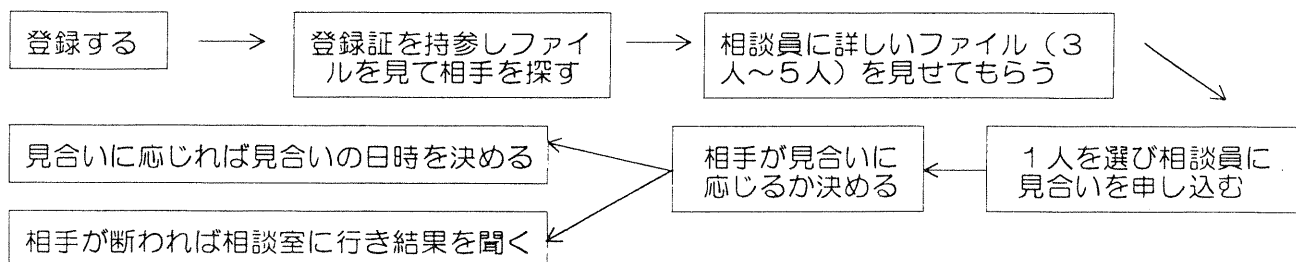 登録する
登録証を持参しファイ
ルを見て相手を探す
相談員に詳しいファイル（３
人～５人）を見せてもらう
１人を選び相談員に
見合いを申し込む
相手が見合いに
応じるか決める
見合いに応じれば見合いの日時を決める
相手が断われば相談室に行き結果を聞く